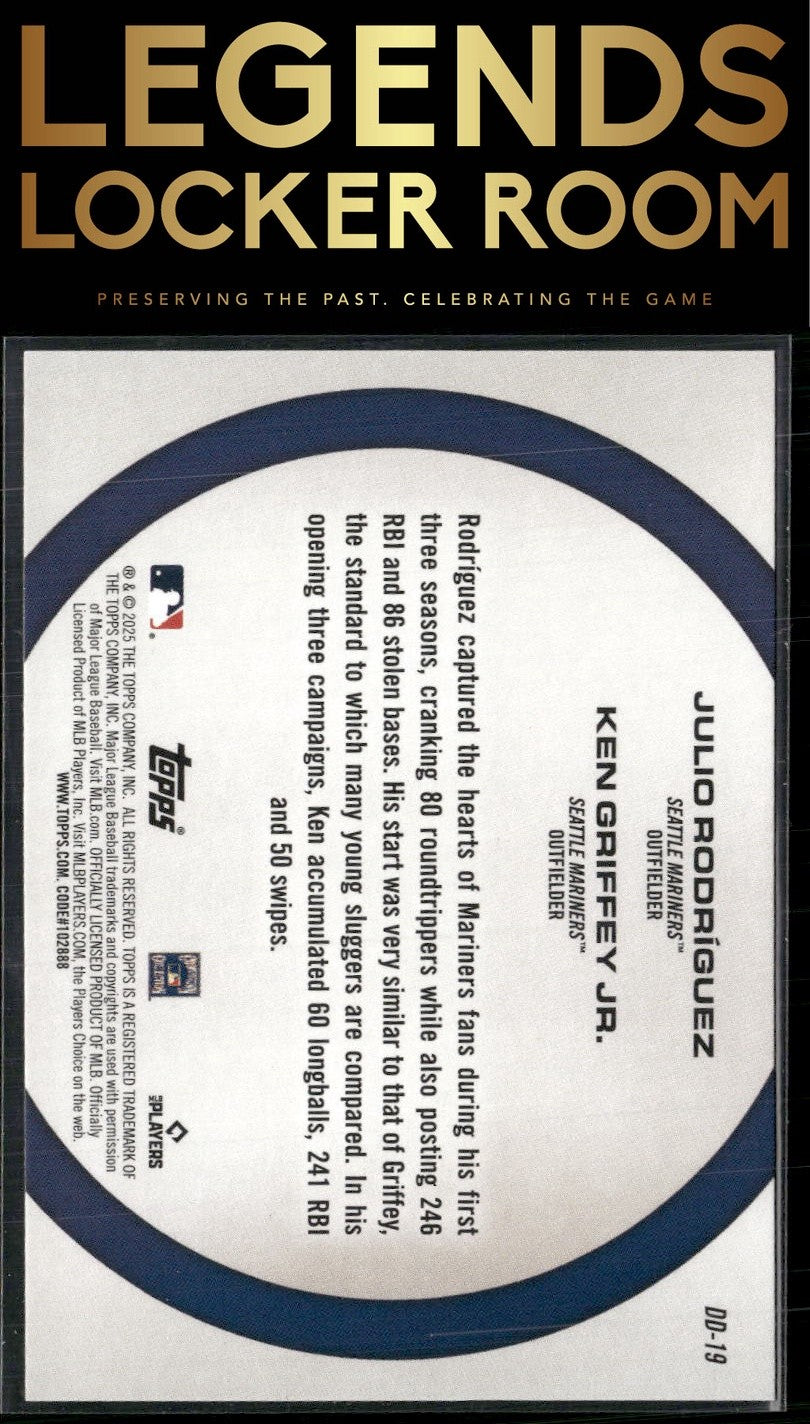 LEGENDS
LOCKER ROOM
PRESERVING THE PAST. CELEBRATING THE GAME
DD-19
JULIO RODRÍGUEZ
SEATTLE MARINERS™
OUTFIELDER
KEN GRIFFEY JR.
SEATTLE MARINERS™
OUTFIELDER
Rodríguez captured the hearts of Mariners fans during his first
three seasons, cranking 80 roundtrippers while also posting 246
RBI and 86 stolen bases. His start was very similar to that of Griffey,
the standard to which many young sluggers are compared. In his
opening three campaigns, Ken accumulated 60 longballs, 241 RBI
and 50 swipes.
topps®
MLB PLAYERS
® & © 2025 THE TOPPS COMPANY, INC. ALL RIGHTS RESERVED. TOPPS IS A REGISTERED TRADEMARK OF
THE TOPPS COMPANY, INC. Major League Baseball trademarks and copyrights are used with permission
of Major League Baseball. Visit MLB.com. OFFICIALLY LICENSED PRODUCT OF MLB. Officially
Licensed Product of MLB Players, Inc. Visit MLBPLAYERS.COM, the Players Choice on the web.
WWW.TOPPS.COM. CODE#102888